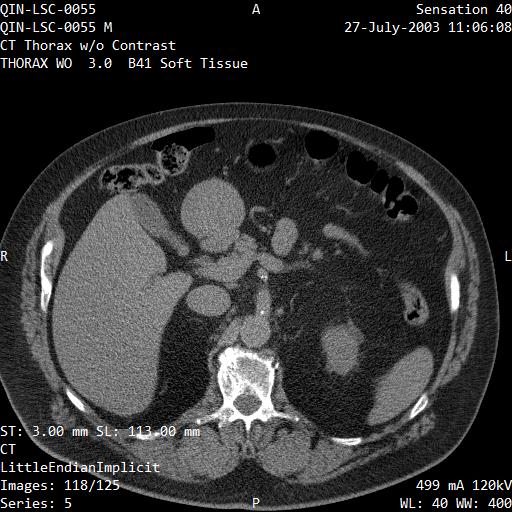 QIN-LSC-0055
A
Sensation 40
QIN-LSC-0055 M
27-July-2003 11:06:08
CT Thorax w/o Contrast
THORAX WO  3.0  B41 Soft Tissue
R
L
ST: 3.00 mm SL: 113.00 mm
CT
LittleEndianImplicit
Images: 118/125
499 mA 120kV
Series: 5
P
WL: 40 WW: 400